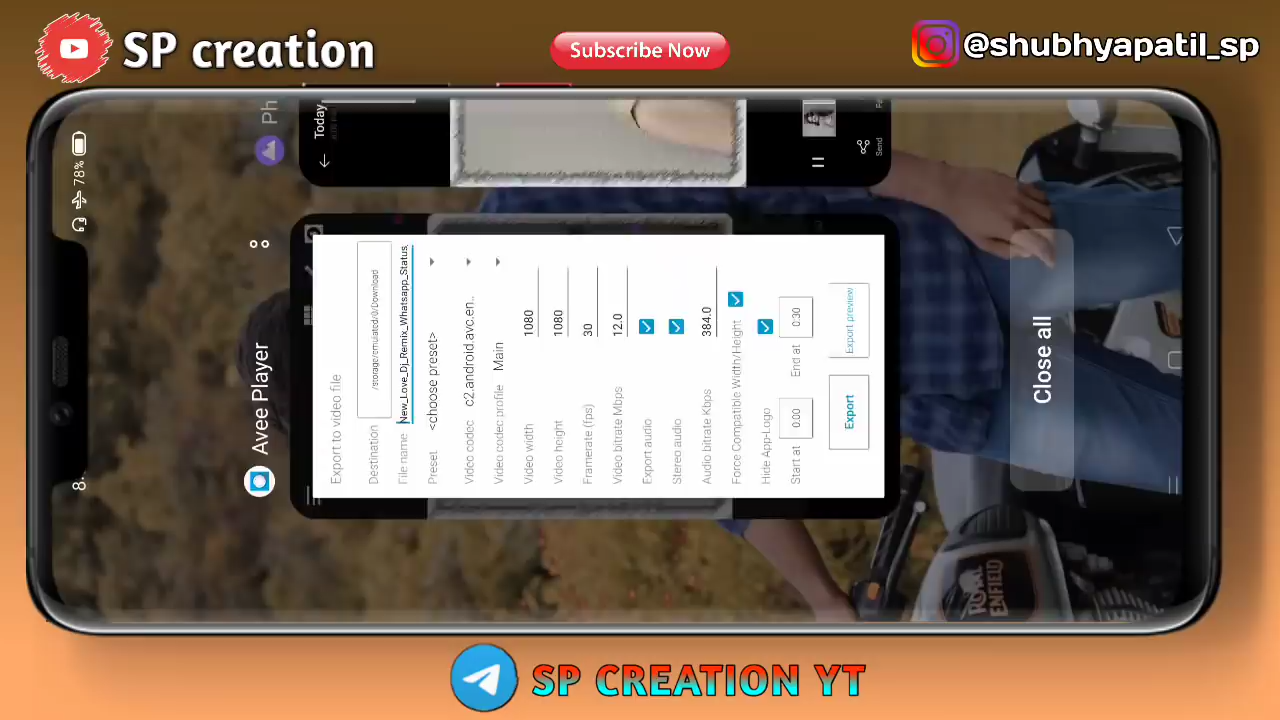 SP creation
Subscribe Now
@shubhyapatil_sp
78%
8.
Ph
Today
Send
Avee Player
Export to video file
Destination /storage/emulated/0/Download
File name New_Love_Dj_Remix_Whatsapp_Status_
Preset <choose preset>
Video codec c2.android.avc.en..
Video codec profile Main
Video width 1080
Video height 1080
Framerate (fps) 30
Video bitrate Mbps 12.0
Export audio
Stereo audio
Audio bitrate Kbps 384.0
Force Compatible Width/Height
Hide App-Logo
Start at 0:00 End at 0:30
Export Export preview
Close all
ROYAL
ENFIELD
SP CREATION YT